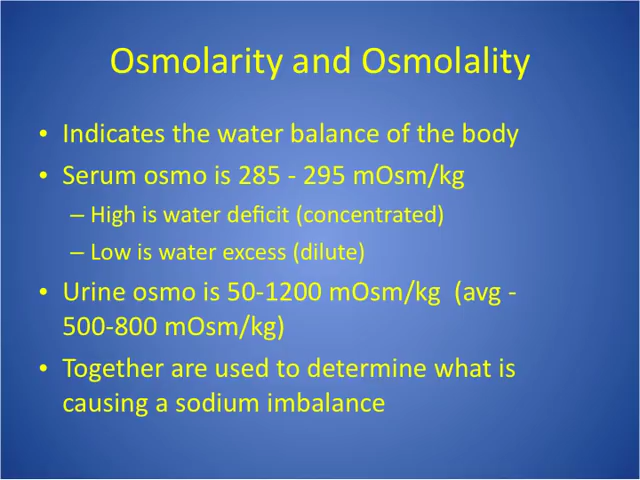 Osmolarity and Osmolality
• Indicates the water balance of the body
• Serum osmo is 285 - 295 mOsm/kg
– High is water deficit (concentrated)
– Low is water excess (dilute)
• Urine osmo is 50-1200 mOsm/kg  (avg -
500-800 mOsm/kg)
• Together are used to determine what is
causing a sodium imbalance